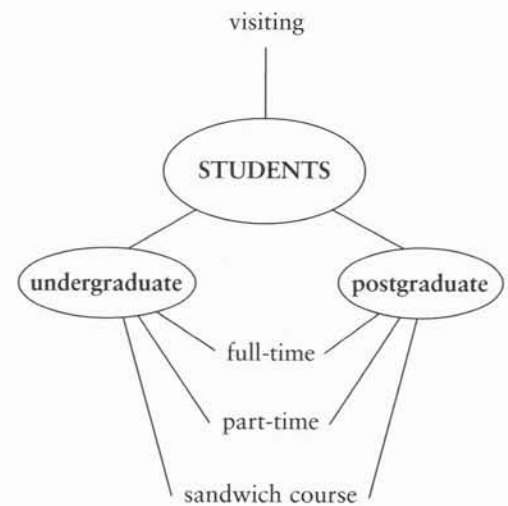 visiting
STUDENTS
undergraduate
postgraduate
full-time
part-time
sandwich course